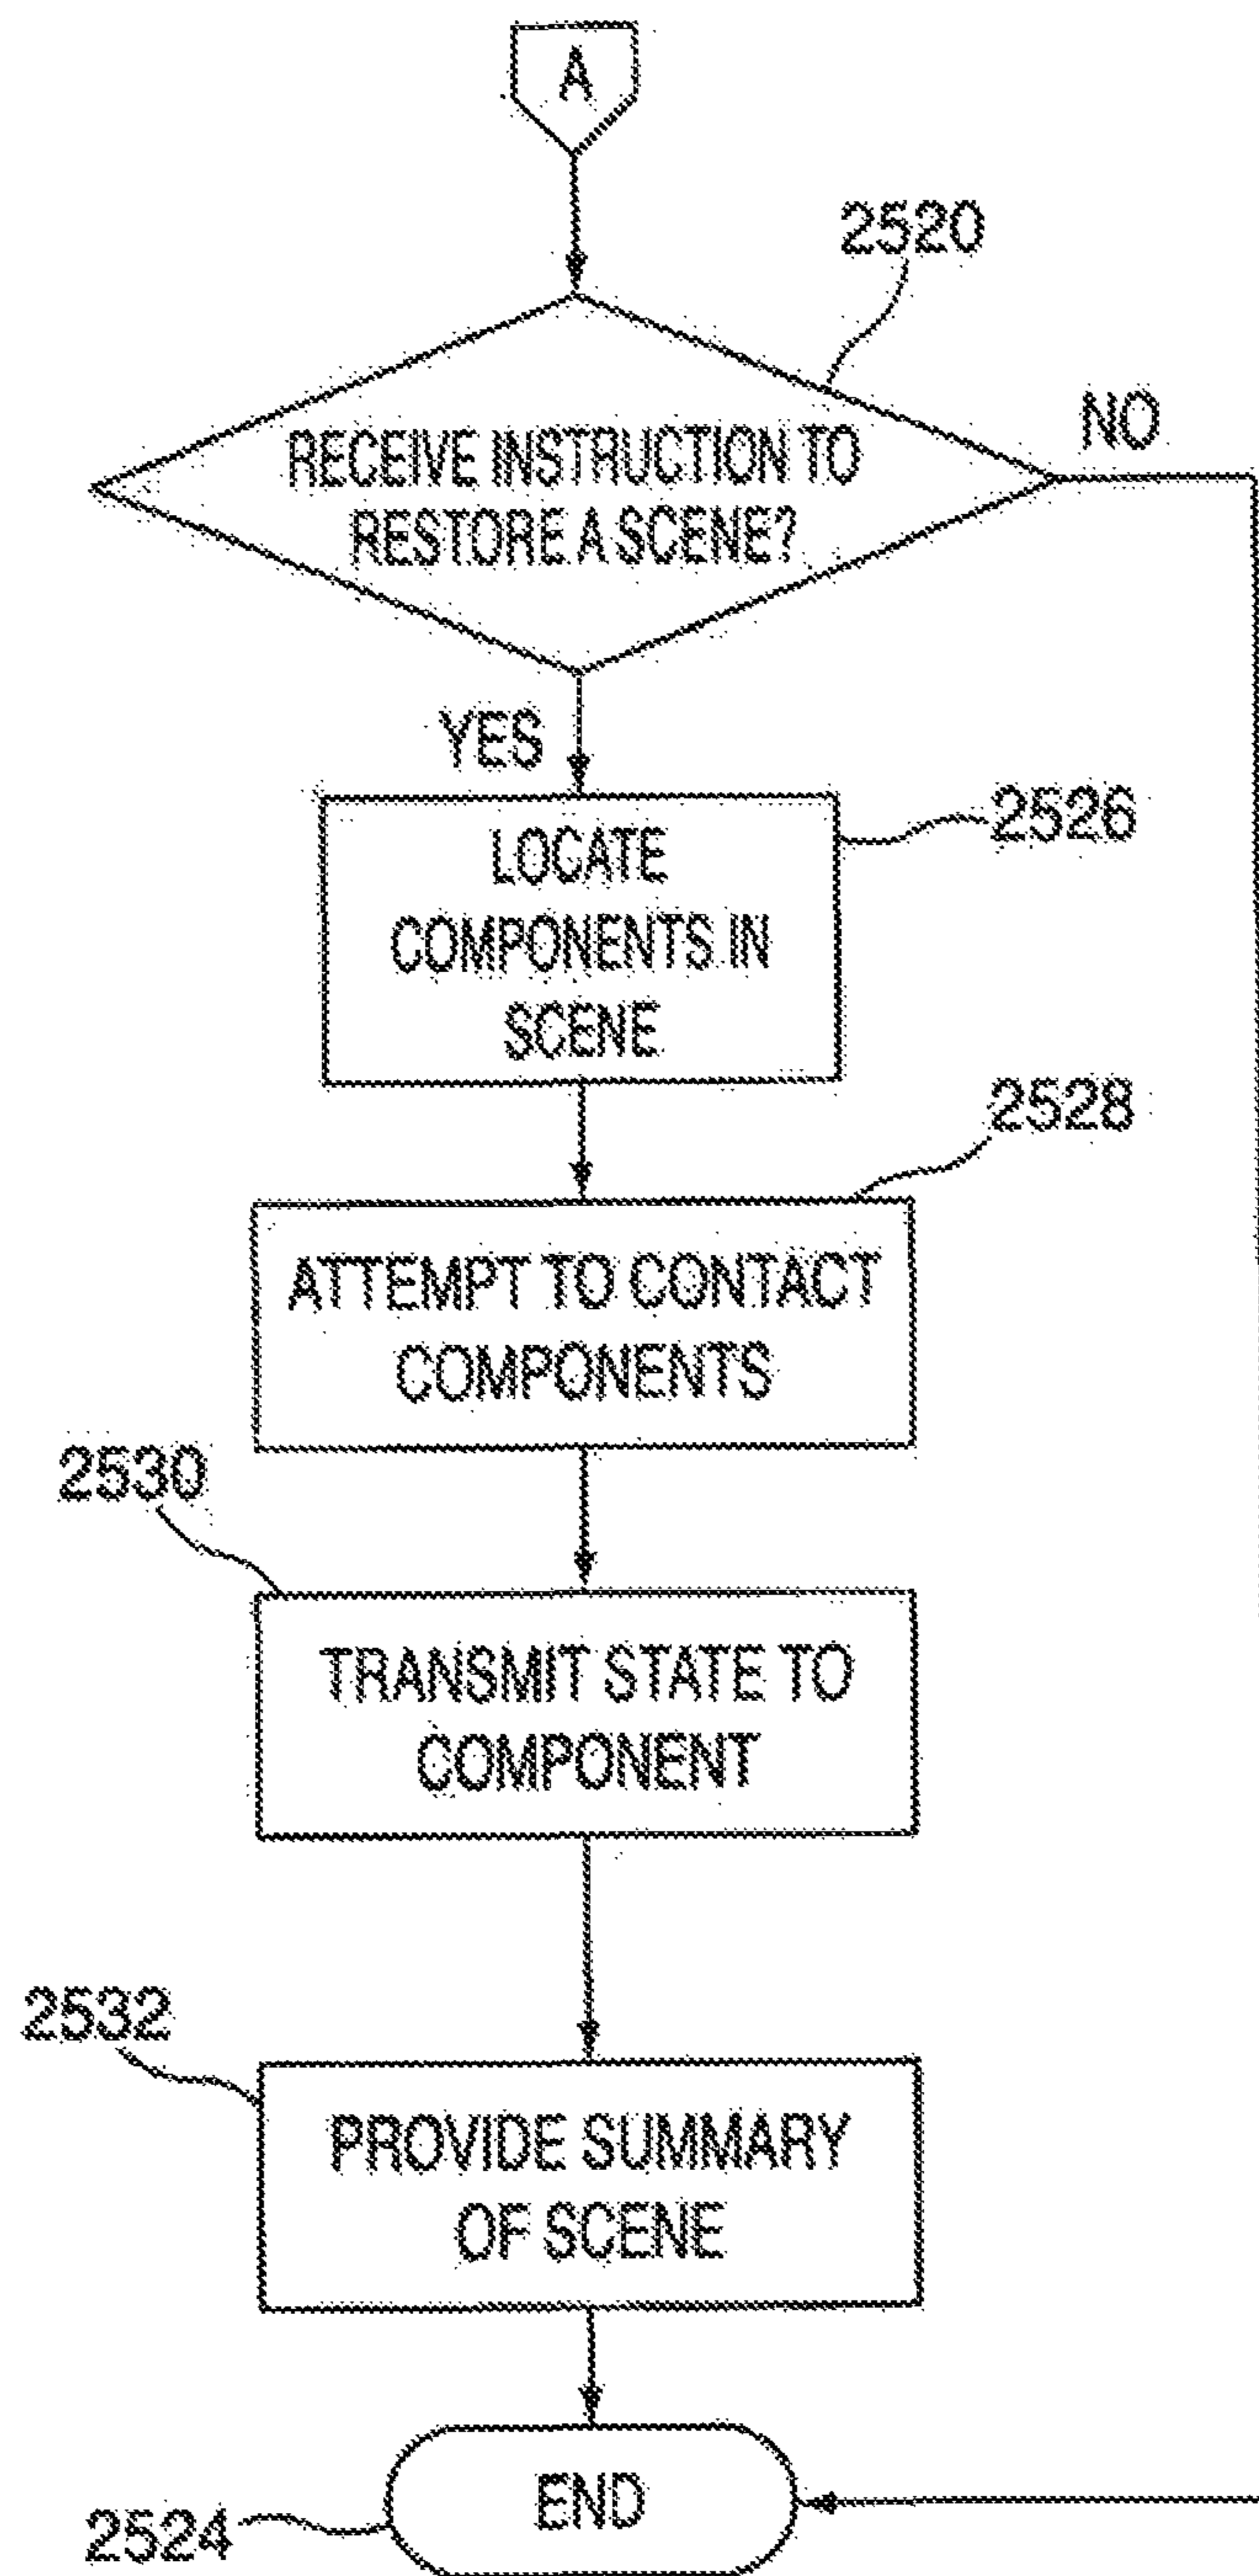 A
2520
NO
RECEIVE INSTRUCTION TO
RESTORE A SCENE?
YES
2526
LOCATE
COMPONENTS IN
SCENE
2528
ATTEMPT TO CONTACT
COMPONENTS
2530
TRANSMIT STATE TO
COMPONENT
2532
PROVIDE SUMMARY
OF SCENE
END
2524